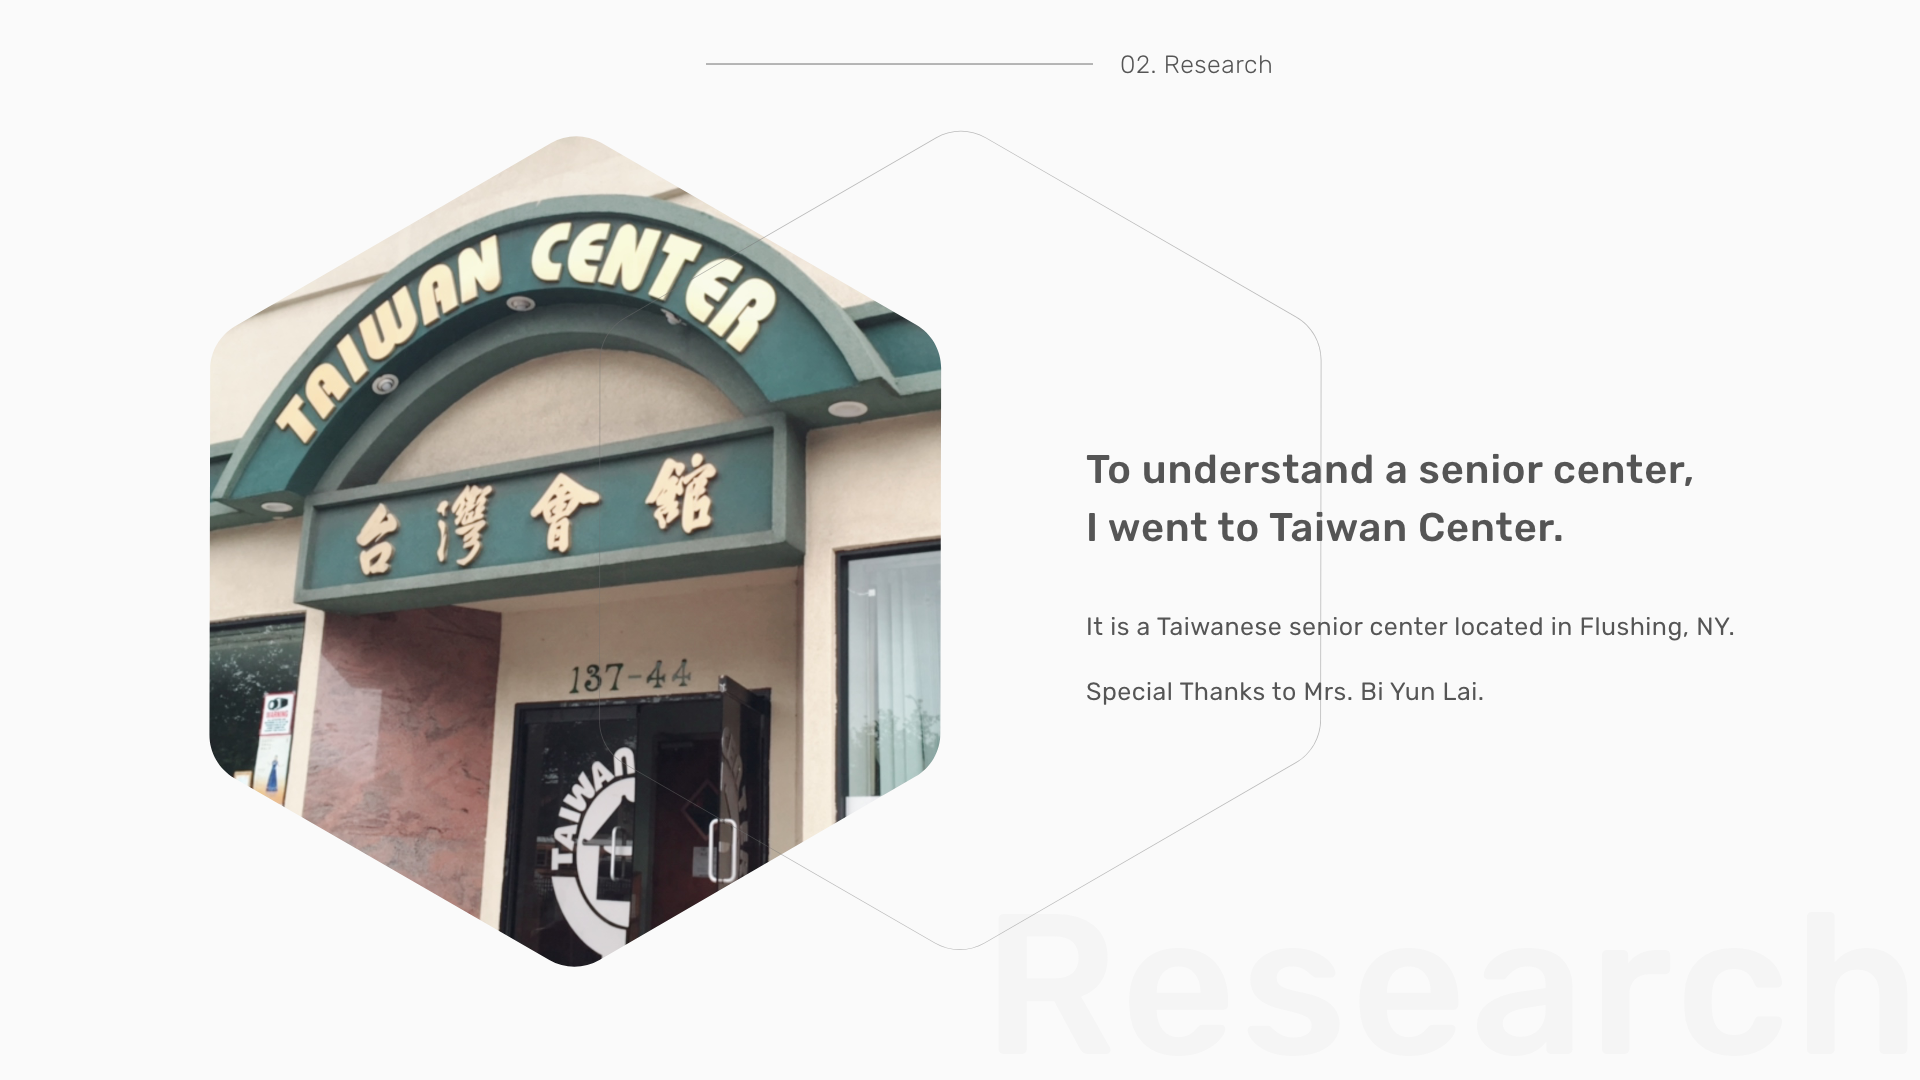 02. Research
TAIWAN CENTER
台灣會館
137-44
WARNING
TAIWAN
To understand a senior center,
I went to Taiwan Center.
It is a Taiwanese senior center located in Flushing, NY.
Special Thanks to Mrs. Bi Yun Lai.
Research